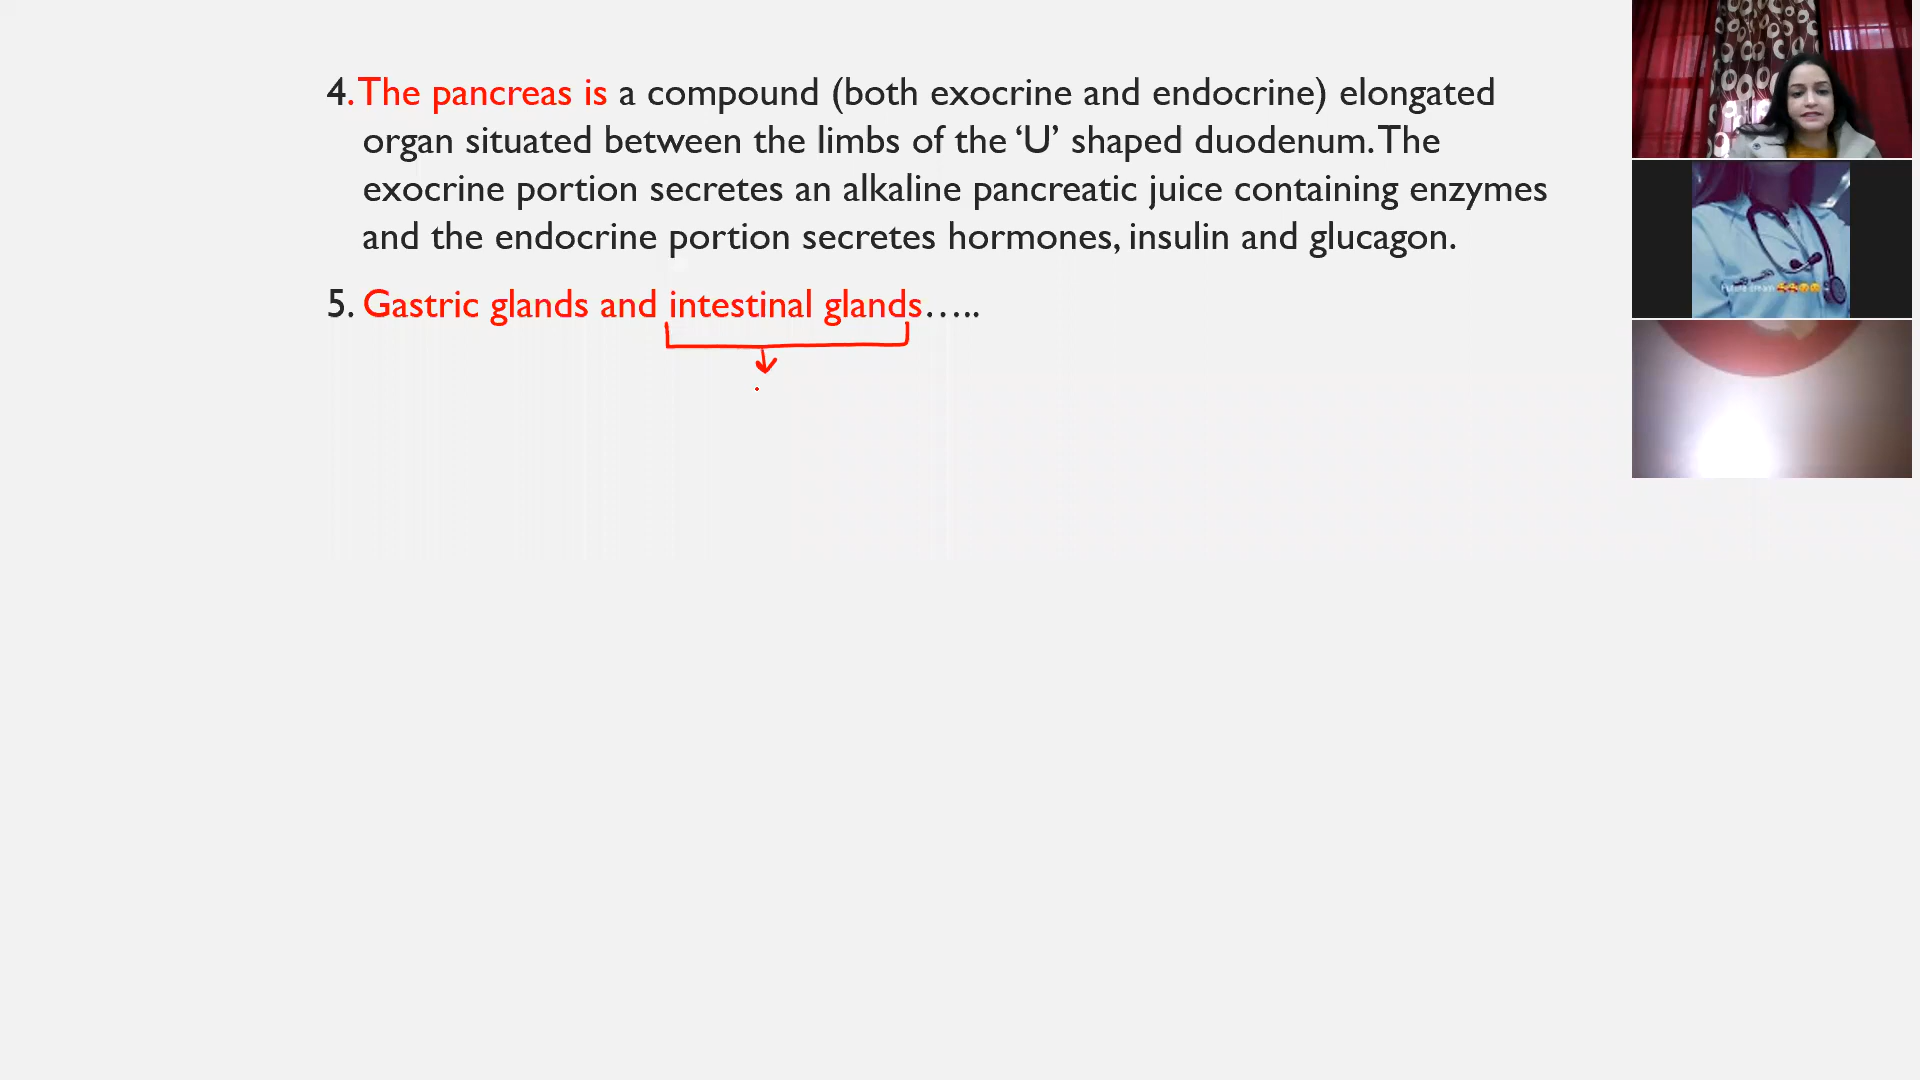 4. The pancreas is a compound (both exocrine and endocrine) elongated
organ situated between the limbs of the ‘U’ shaped duodenum. The
exocrine portion secretes an alkaline pancreatic juice containing enzymes
and the endocrine portion secretes hormones, insulin and glucagon.
5. Gastric glands and intestinal glands…..